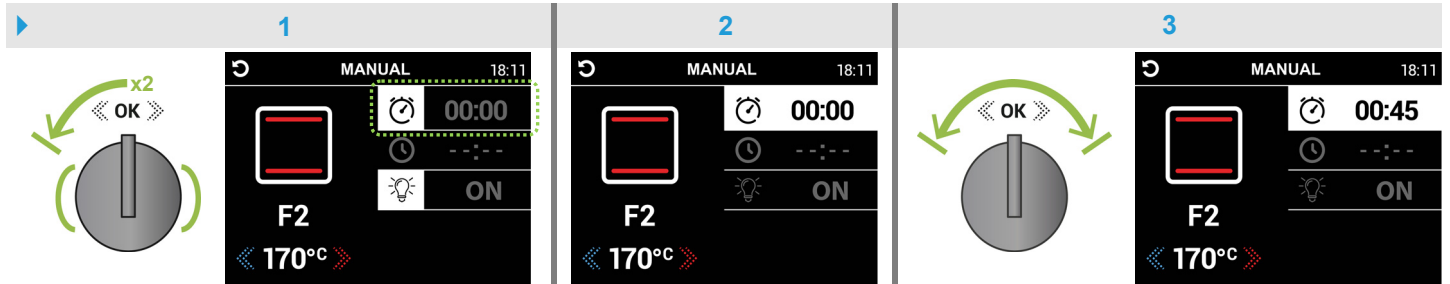 1
2
3
x2
OK
MANUAL 18:11
00:00
--:--
ON
F2
170°C
MANUAL 18:11
00:00
--:--
ON
F2
170°C
OK
MANUAL 18:11
00:45
--:--
ON
F2
170°C